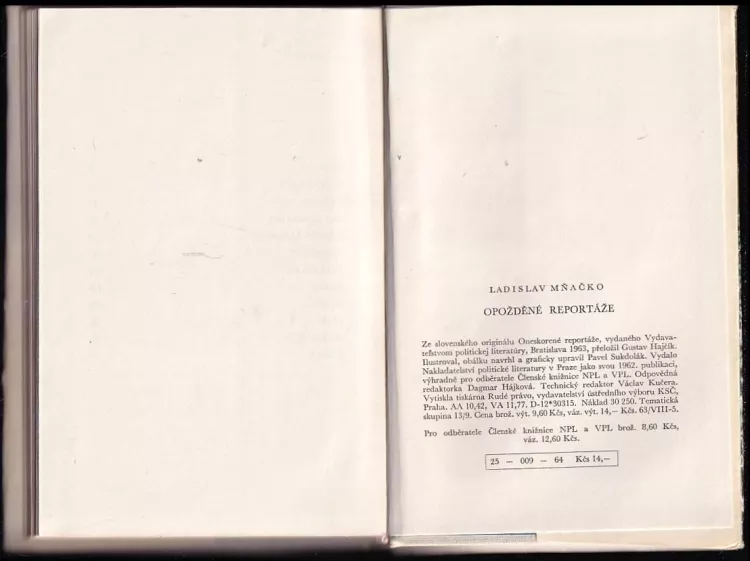 LADISLAV MŇAČKO
OPOŽDĚNÉ REPORTÁŽE
Ze slovenského originálu Oneskorené reportáže, vydaného Vydava-
teľstvom politickej literatúry, Bratislava 1963, přeložil Gustav Hajčík.
Ilustroval, obálku navrhl a graficky upravil Pavel Sukdolák. Vydalo
Nakladatelství politické literatury v Praze jako svou 1962. publikaci,
výhradně pro odběratele Členské knižnice NPL a VPL. Odpovědná
redaktorka Dagmar Hájková. Technický redaktor Václav Kučera.
Vytiskla tiskárna Rudé právo, vydavatelství ústředního výboru KSČ,
Praha. AA 10,42, VA 11,77. D-12*30315. Náklad 30 250. Tematická
skupina 13/9. Cena brož. výt. 9,60 Kčs, váz. výt. 14,— Kčs. 63/VIII-5.
Pro odběratele Členské knižnice NPL a VPL brož. 8,60 Kčs,
váz. 12,60 Kčs.
25 — 009 — 64 Kčs 14,—